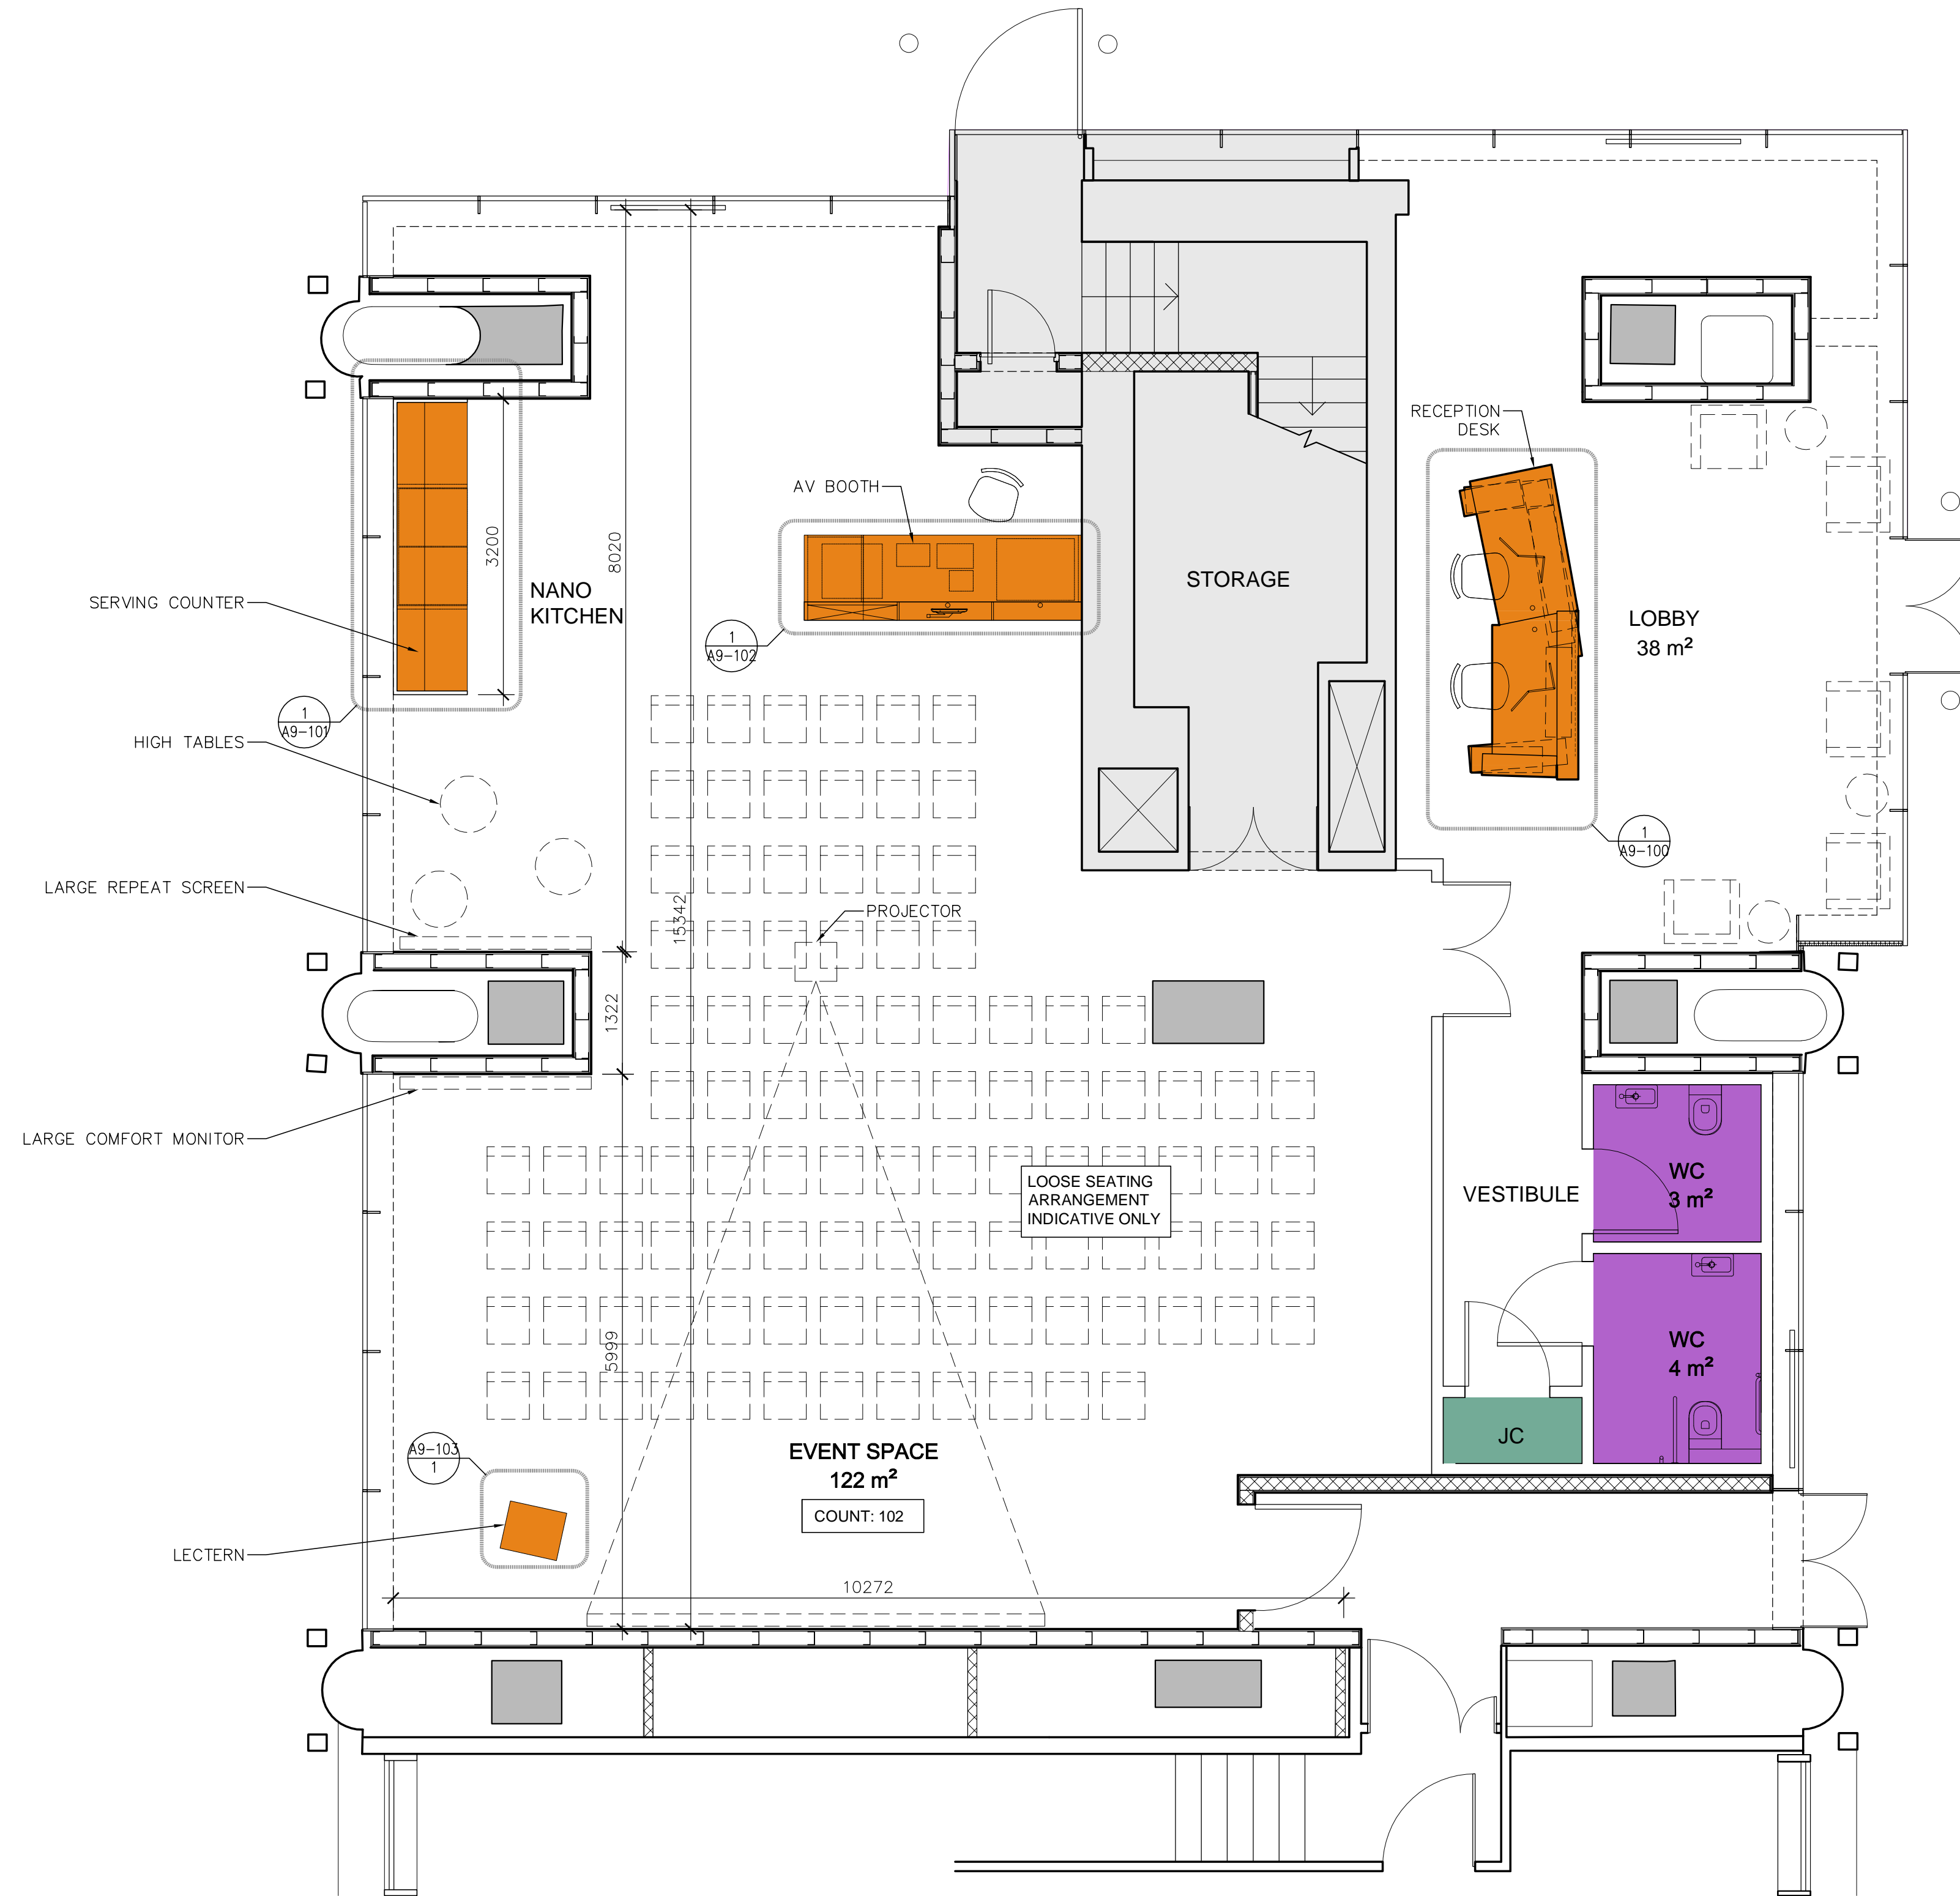 RECEPTION
DESK
AV BOOTH
3200
8020
STORAGE
NANO
KITCHEN
SERVING COUNTER
LOBBY
38 m²
1
A9-102
1
A9-101
HIGH TABLES
1
A9-100
LARGE REPEAT SCREEN
15342
PROJECTOR
1322
LARGE COMFORT MONITOR
LOOSE SEATING
ARRANGEMENT
INDICATIVE ONLY
VESTIBULE
WC
3 m²
5999
WC
4 m²
JC
A9-103
1
EVENT SPACE
122 m²
COUNT: 102
LECTERN
10272